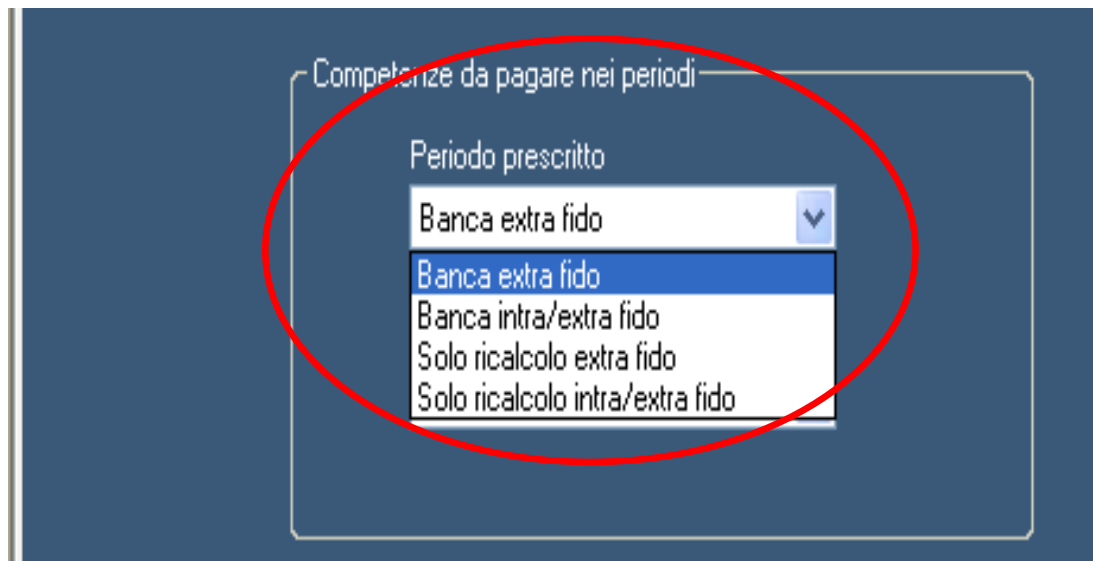 Competenze da pagare nei periodi
Periodo prescritto
Banca extra fido
Banca extra fido
Banca intra/extra fido
Solo ricalcolo extra fido
Solo ricalcolo intra/extra fido